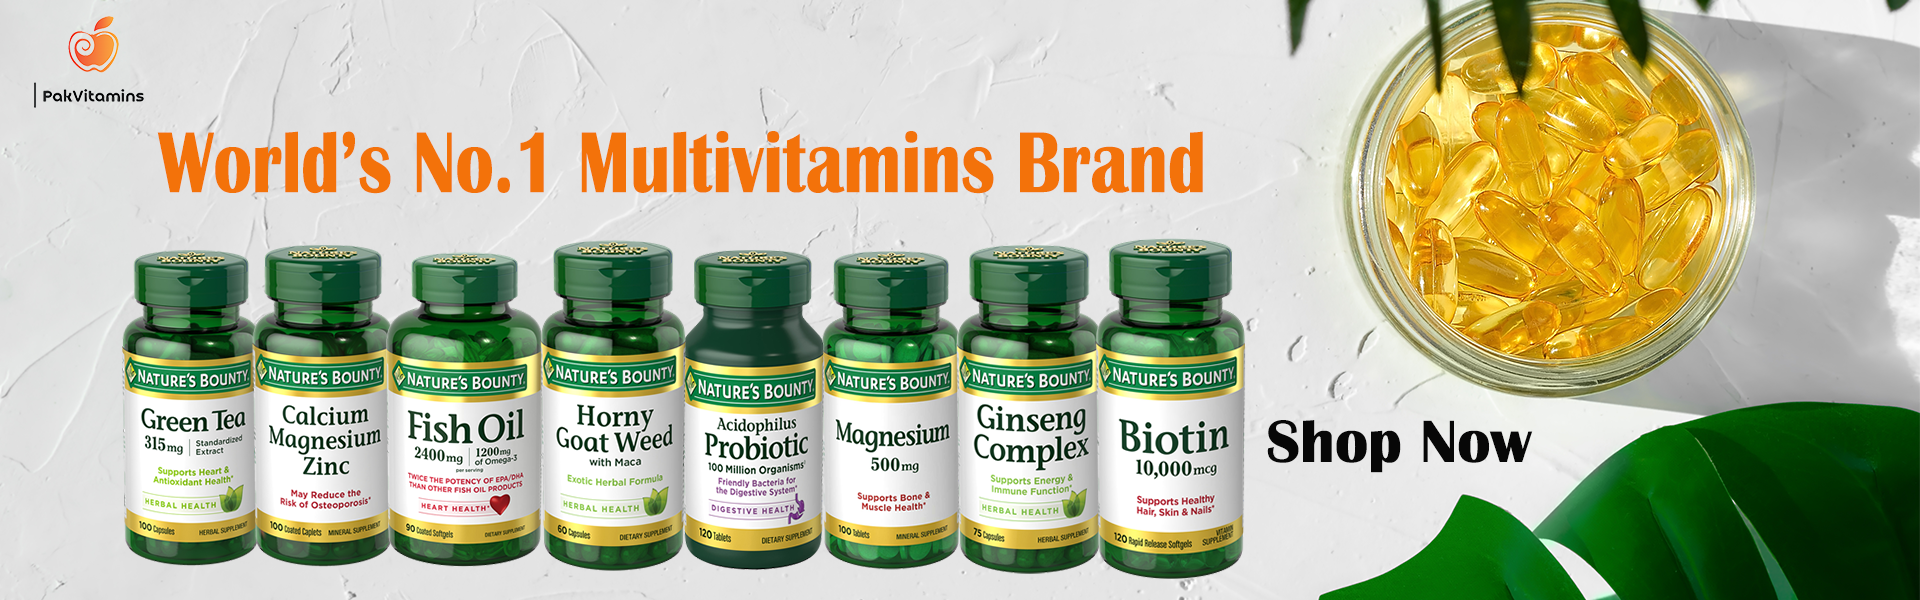 PakVitamins
World's No.1 Multivitamins Brand
NATURE'S BOUNTY
Green Tea
315mg
Standardized
Extract
Supports Heart &
Antioxidant Health*
HERBAL HEALTH
100 Capsules
HERBAL SUPPLEMENT
NATURE'S BOUNTY
Calcium
Magnesium
Zinc
May Reduce the
Risk of Osteoporosis*
100 Coated Caplets
MINERAL SUPPLEMENT
NATURE'S BOUNTY
Fish Oil
2400mg
1200mg
of Omega-3
per serving
TWICE THE POTENCY OF EPA/DHA
THAN OTHER FISH OIL PRODUCTS
HEART HEALTH*
90 Coated Softgels
DIETARY SUPPLEMENT
NATURE'S BOUNTY
Horny
Goat Weed
with Maca
Exotic Herbal Formula
HERBAL HEALTH
60 Capsules
DIETARY SUPPLEMENT
NATURE'S BOUNTY
Acidophilus
Probiotic
100 Million Organisms
Friendly Bacteria for
the Digestive System*
DIGESTIVE HEALTH
120 Tablets
DIETARY SUPPLEMENT
NATURE'S BOUNTY
Magnesium
500mg
Supports Bone &
Muscle Health*
100 Tablets
MINERAL SUPPLEMENT
NATURE'S BOUNTY
Ginseng
Complex
Supports Energy &
Immune Function*
HERBAL HEALTH
75 Capsules
HERBAL SUPPLEMENT
NATURE'S BOUNTY
Biotin
10,000mcg
Supports Healthy
Hair, Skin & Nails*
120 Rapid Release Softgels
VITAMIN
SUPPLEMENT
Shop Now